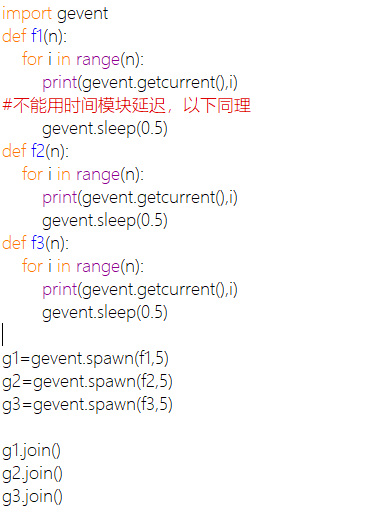 import gevent
def f1(n):
    for i in range(n):
        print(gevent.getcurrent(),i)
#不能用时间模块延迟，以下同理
        gevent.sleep(0.5)
def f2(n):
    for i in range(n):
        print(gevent.getcurrent(),i)
        gevent.sleep(0.5)
def f3(n):
    for i in range(n):
        print(gevent.getcurrent(),i)
        gevent.sleep(0.5)

g1=gevent.spawn(f1,5)
g2=gevent.spawn(f2,5)
g3=gevent.spawn(f3,5)

g1.join()
g2.join()
g3.join()